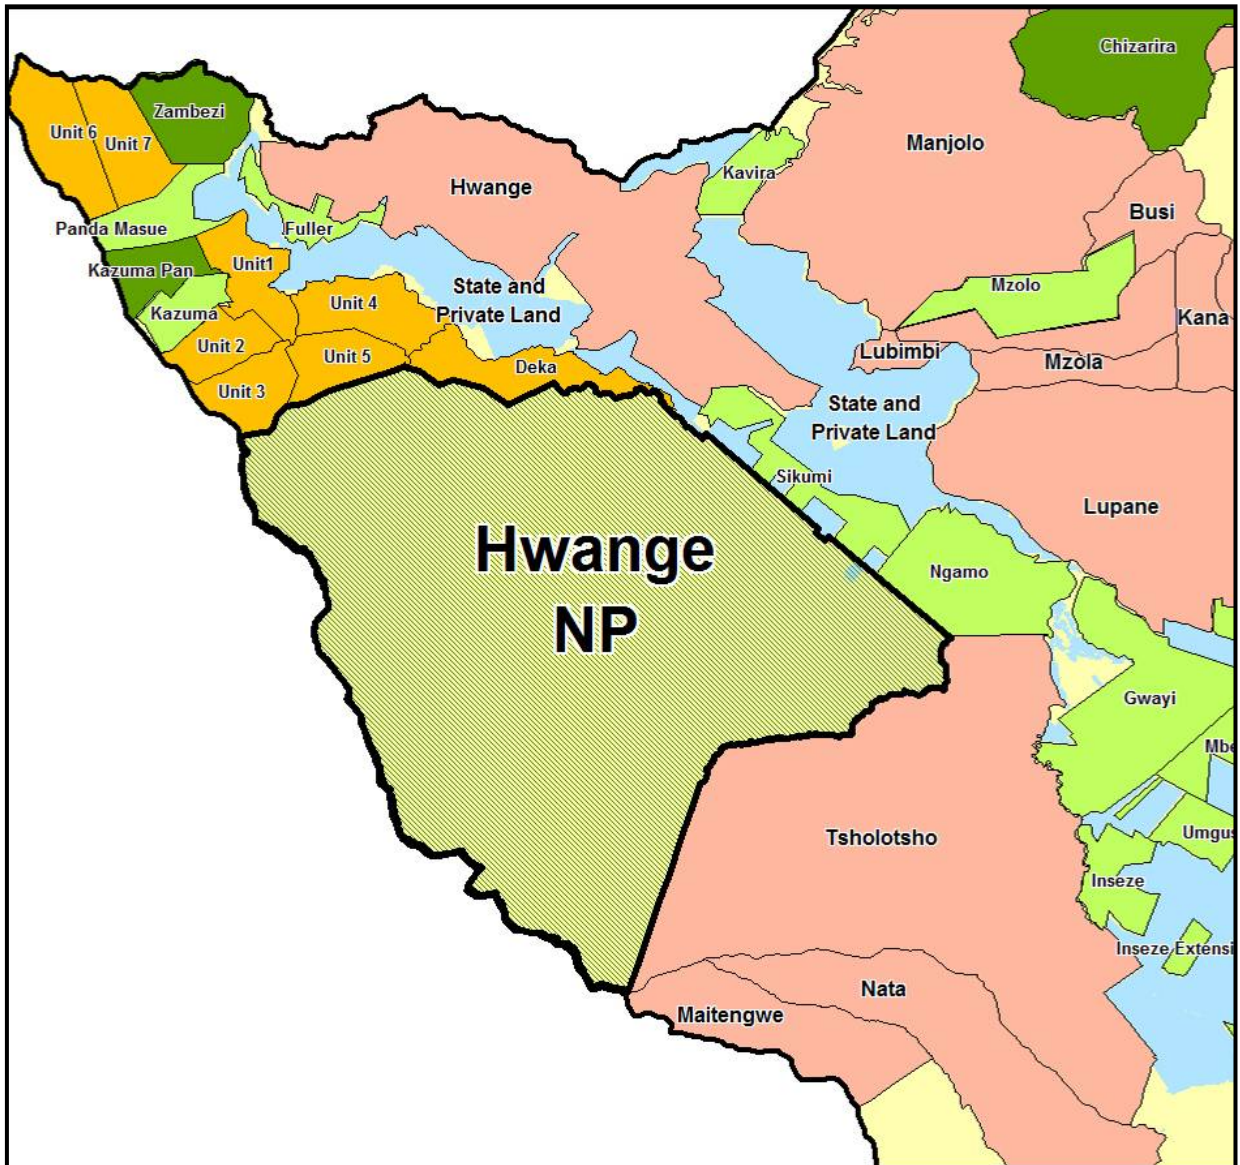 Chizarira
Zambezi
Unit 6
Unit 7
Manjolo
Kavira
Hwange
Busi
Panda Masue
Fuller
Unit1
Kazuma Pan
State and
Private Land
Mzolo
Unit 4
Kazuma
Kana
Unit 2
Lubimbi
Unit 5
Mzola
Deka
Unit 3
State and
Private Land
Sikumi
Lupane
Hwange
NP
Ngamo
Gwayi
Mbe
Umgus
Tsholotsho
Inseze
Inseze Extensi
Nata
Maitengwe